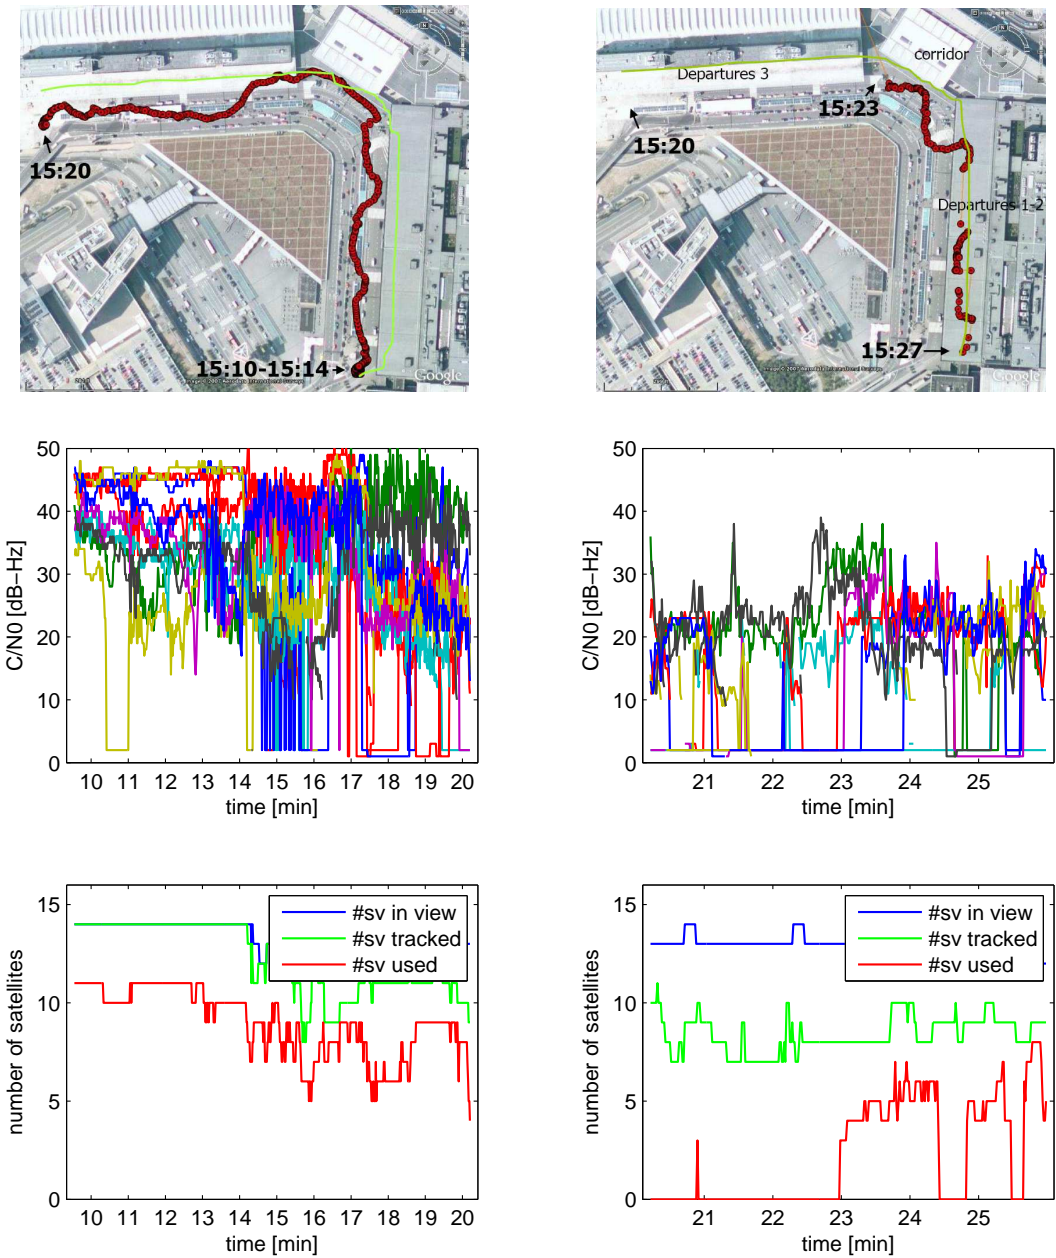 15:20
15:10-15:14
Google
Departures 3
corridor
15:23
15:20
Departures 1-2
15:27
Google
50
40
30
20
10
0
C/N0 [dB-Hz]
10 11 12 13 14 15 16 17 18 19 20
time [min]
50
40
30
20
10
0
C/N0 [dB-Hz]
21 22 23 24 25
time [min]
15
10
5
0
number of satellites
#sv in view
#sv tracked
#sv used
10 11 12 13 14 15 16 17 18 19 20
time [min]
15
10
5
0
number of satellites
#sv in view
#sv tracked
#sv used
21 22 23 24 25
time [min]